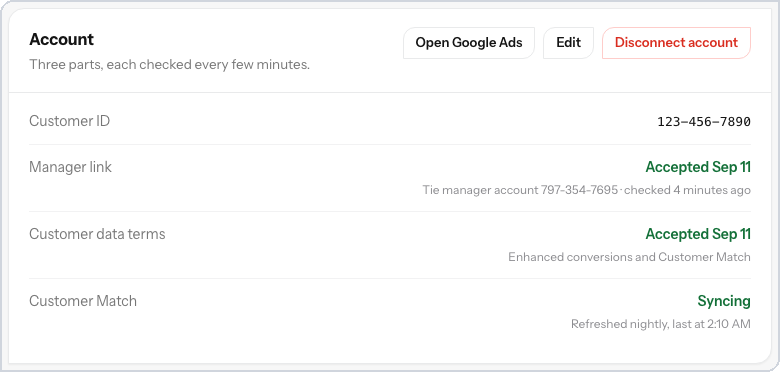 Account
Three parts, each checked every few minutes.
Open Google Ads
Edit
Disconnect account
Customer ID
123-456-7890
Manager link
Accepted Sep 11
Tie manager account 797-354-7695 · checked 4 minutes ago
Customer data terms
Accepted Sep 11
Enhanced conversions and Customer Match
Customer Match
Syncing
Refreshed nightly, last at 2:10 AM